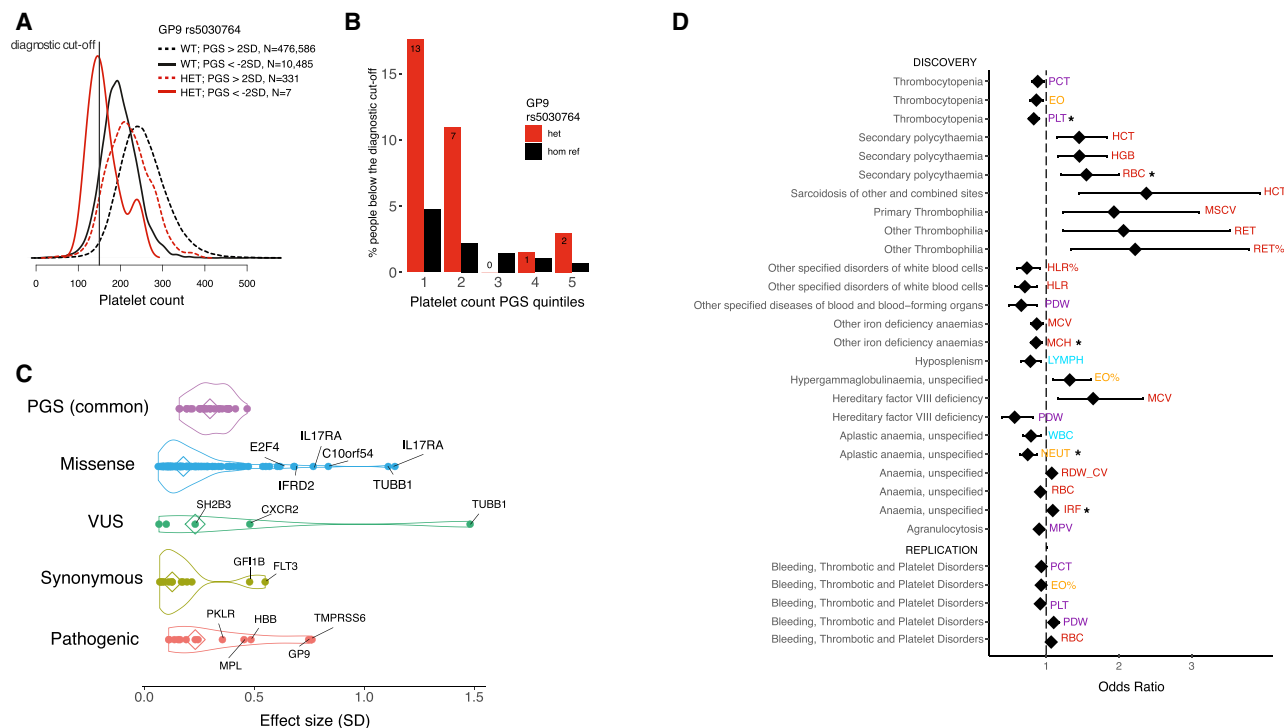 A
GP9 rs5030764
diagnostic cut-off
WT; PGS > 2SD, N=476,586
WT; PGS < -2SD, N=10,485
HET; PGS > 2SD, N=331
HET; PGS < -2SD, N=7
0 100 200 300 400 500
Platelet count
B
% people below the diagnostic cut-off
15
10
5
0
13
7
0
1
2
GP9
rs5030764
het
hom ref
1 2 3 4 5
Platelet count PGS quintiles
C
PGS (common)
Missense
E2F4
IL17RA
C10orf54
IL17RA
IFRD2
TUBB1
VUS
SH2B3
CXCR2
TUBB1
Synonymous
GFI1B
FLT3
Pathogenic
PKLR
HBB
TMPRSS6
MPL
GP9
0.0 0.5 1.0 1.5
Effect size (SD)
D
DISCOVERY
Thrombocytopenia PCT
Thrombocytopenia EO
Thrombocytopenia PLT *
Secondary polycythaemia HCT
Secondary polycythaemia HGB
Secondary polycythaemia RBC *
Sarcoidosis of other and combined sites HCT
Primary Thrombophilia MSCV
Other Thrombophilia RET
Other Thrombophilia RET%
Other specified disorders of white blood cells HLR%
Other specified disorders of white blood cells HLR
Other specified diseases of blood and blood−forming organs PDW
Other iron deficiency anaemias MCV
Other iron deficiency anaemias MCH *
Hyposplenism LYMPH
Hypergammaglobulinaemia, unspecified EO%
Hereditary factor VIII deficiency MCV
Hereditary factor VIII deficiency PDW
Aplastic anaemia, unspecified WBC
Aplastic anaemia, unspecified NEUT *
Anaemia, unspecified RDW_CV
Anaemia, unspecified RBC
Anaemia, unspecified IRF *
Agranulocytosis MPV
REPLICATION
Bleeding, Thrombotic and Platelet Disorders PCT
Bleeding, Thrombotic and Platelet Disorders EO%
Bleeding, Thrombotic and Platelet Disorders PLT
Bleeding, Thrombotic and Platelet Disorders PDW
Bleeding, Thrombotic and Platelet Disorders RBC
1 2 3
Odds Ratio